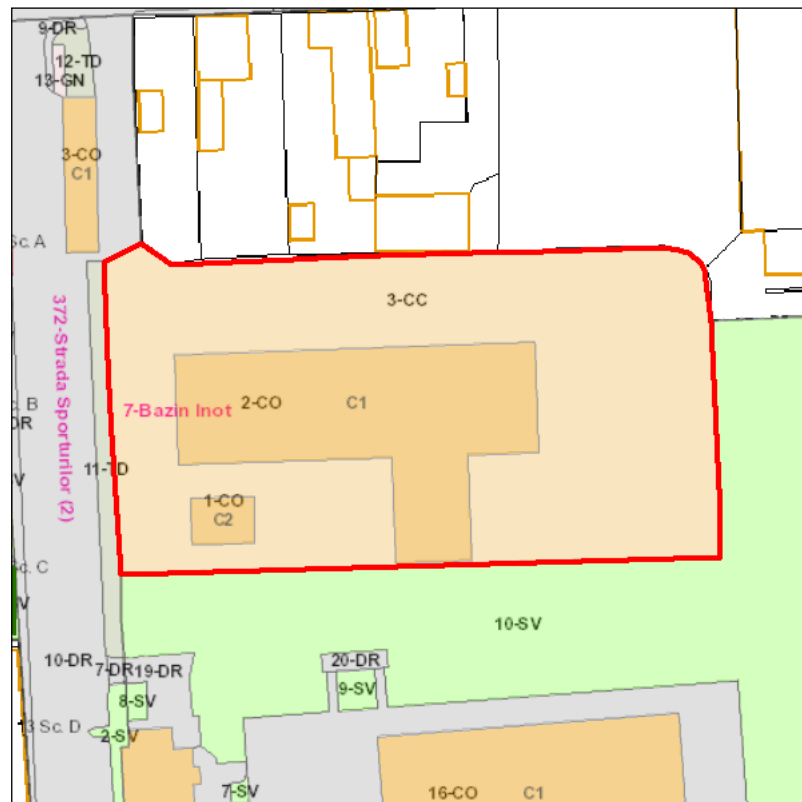 9-DR
12-TD
13-GN
3-CO
C1
Sc. A
3-CC
372-Strada Sporturilor (2)
7-Bazin Inot
2-CO
C1
11-TD
1-CO
C2
Sc. C
10-SV
10-DR
7-DR
19-DR
20-DR
8-SV
9-SV
13 Sc. D
2-SV
7-SV
16-CO
C1